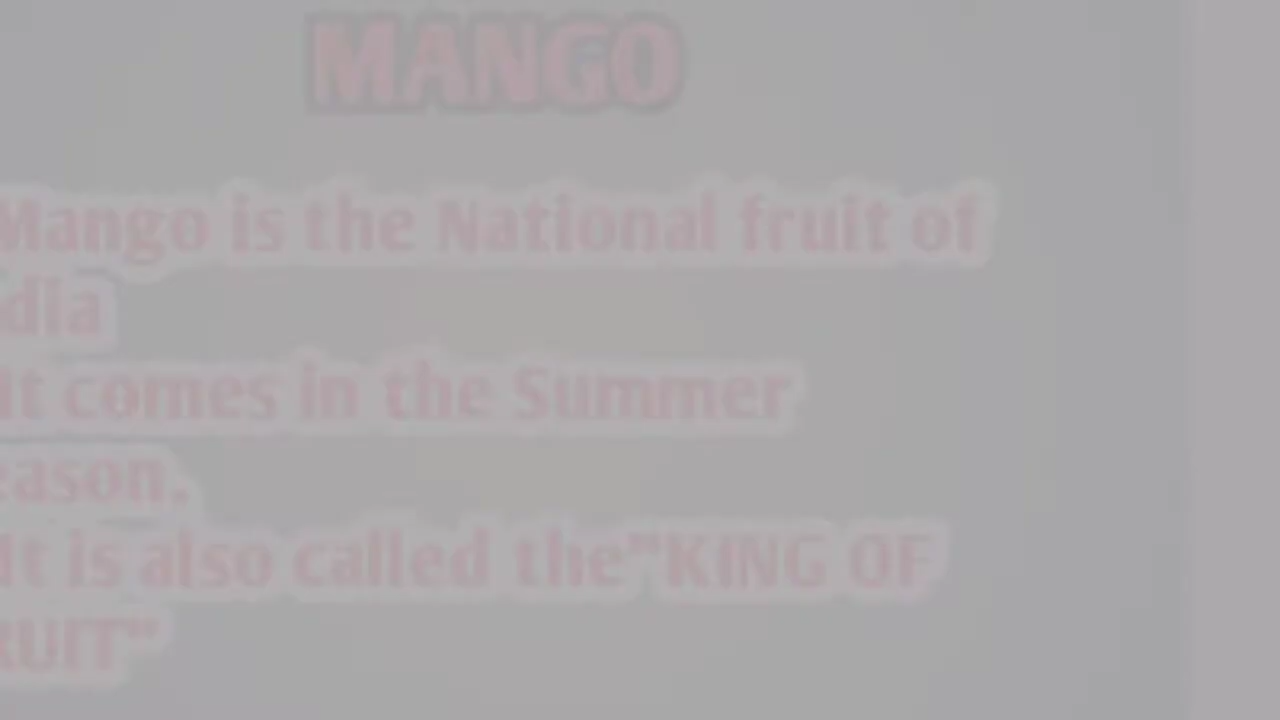 MANGO
Mango is the National fruit of
dia
It comes in the Summer
eason.
It is also called the"KING OF
RUIT"